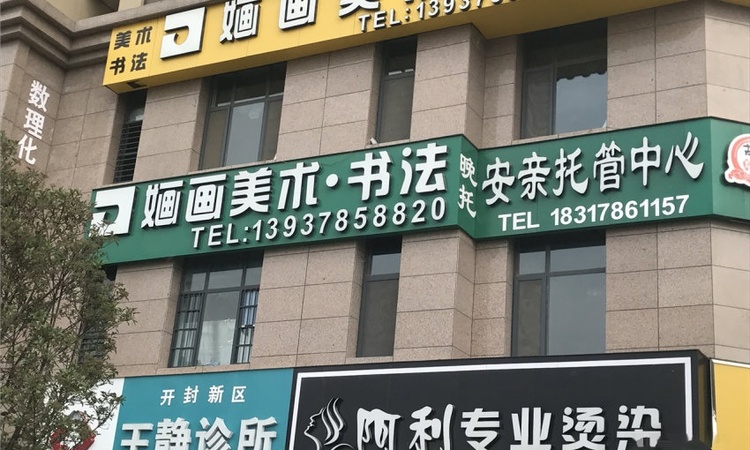 美术
书法
婳画美
TEL:13937
数理化
婳画美术·书法
TEL:13937858820
晚托
安亲托管中心
TEL 18317861157
开封新区
王静诊所
阿利专业烫染